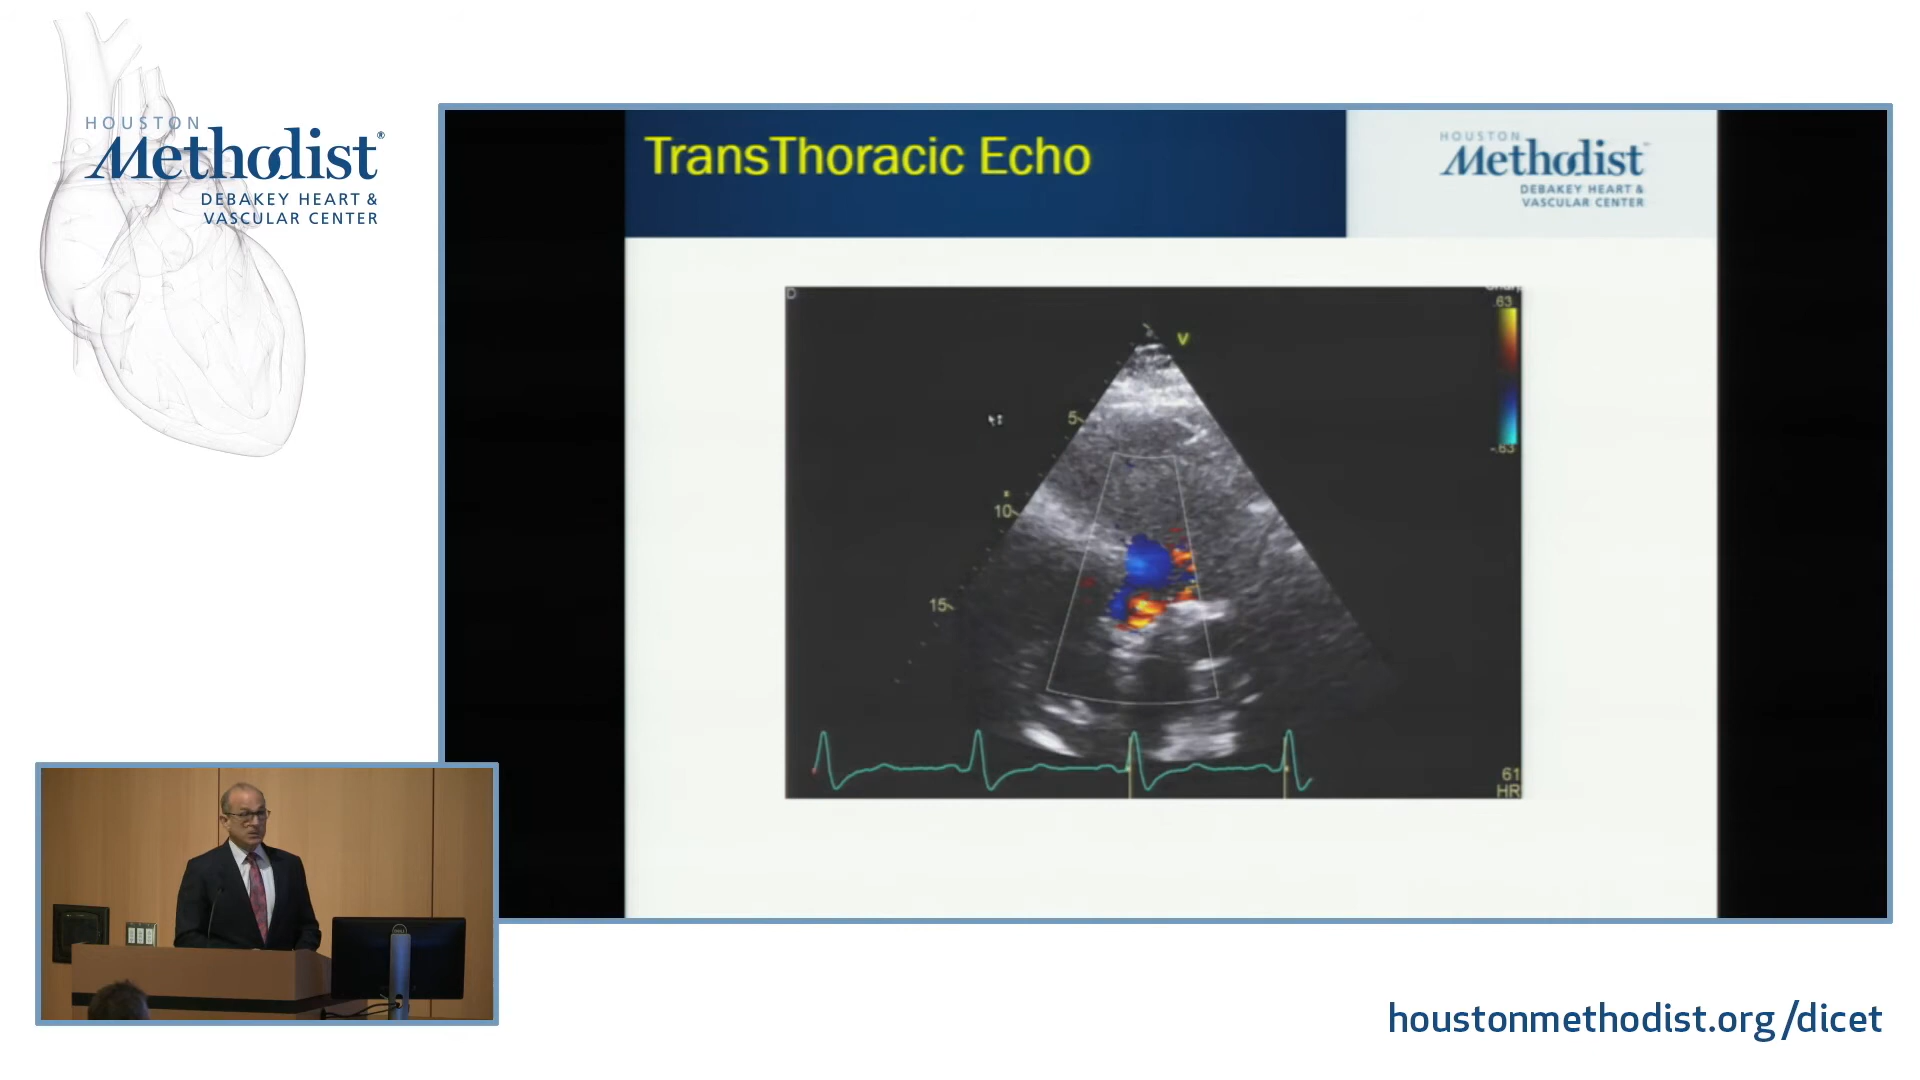 HOUSTON
Methodist®
DEBAKEY HEART &
VASCULAR CENTER
TransThoracic Echo
HOUSTON
Methodist
DEBAKEY HEART &
VASCULAR CENTER
D
.63
V
5
-.63
10
15
61
HR
DELL
houstonmethodist.org/dicet